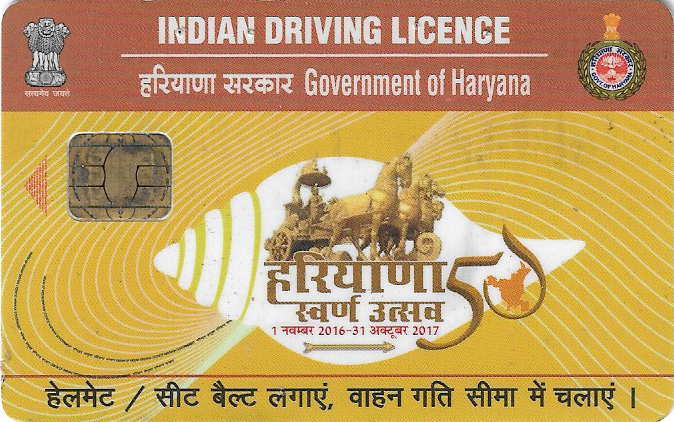 INDIAN DRIVING LICENCE
हरियाणा सरकार Government of Haryana
सत्यमेव जयते
हरियाणा 50
स्वर्ण उत्सव
1 नवम्बर 2016-31 अक्टूबर 2017
हेलमेट / सीट बैल्ट लगाएं, वाहन गति सीमा में चलाएं ।